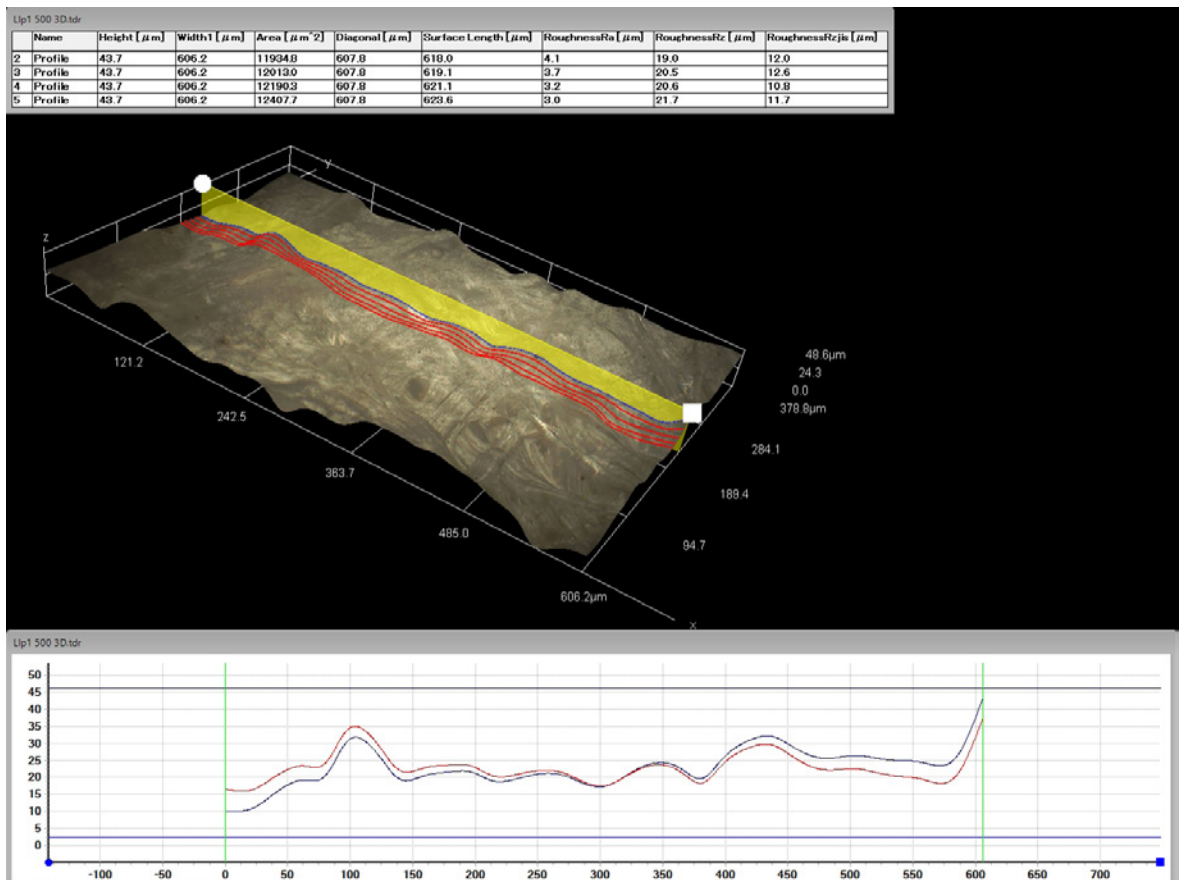 Llp1 500 3D.tdr
Name Height [μm] Width1 [μm] Area [μm^2] Diagonal [μm] Surface Length [μm] RoughnessRa [μm] RoughnessRz [μm] RoughnessRzjis [μm]
2 Profile 43.7 606.2 11934.8 607.8 618.0 4.1 19.0 12.0
3 Profile 43.7 606.2 12013.0 607.8 619.1 3.7 20.5 12.6
4 Profile 43.7 606.2 12190.3 607.8 621.1 3.2 20.6 10.8
5 Profile 43.7 606.2 12407.7 607.8 623.6 3.0 21.7 11.7
Y
Z
121.2
242.5
363.7
485.0
606.2μm
X
48.6μm
24.3
0.0
378.8μm
284.1
189.4
94.7
Llp1 500 3D.tdr
50
45
40
35
30
25
20
15
10
5
0
-100 -50 0 50 100 150 200 250 300 350 400 450 500 550 600 650 700